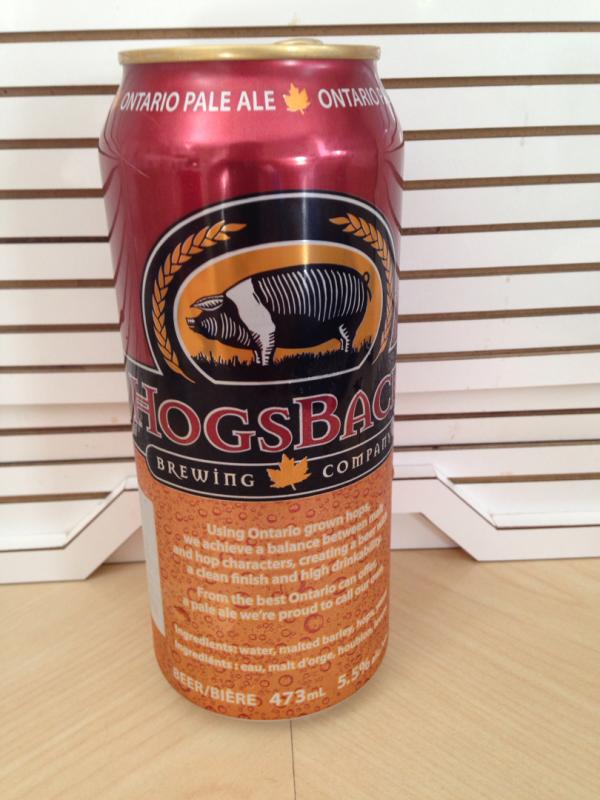 ONTARIO PALE ALE ONTARIO
HOGSBAC
BREWING COMPANY
Using Ontario grown hops,
we achieve a balance between malt
and hop characters, creating a beer with
a clean finish and high drinkability.
From the best Ontario can offer,
a pale ale we're proud to call our own.
Ingredients: water, malted barley, hops,
Ingrédients : eau, malt d'orge, houblon,
BEER/BIÈRE 473mL 5.5%